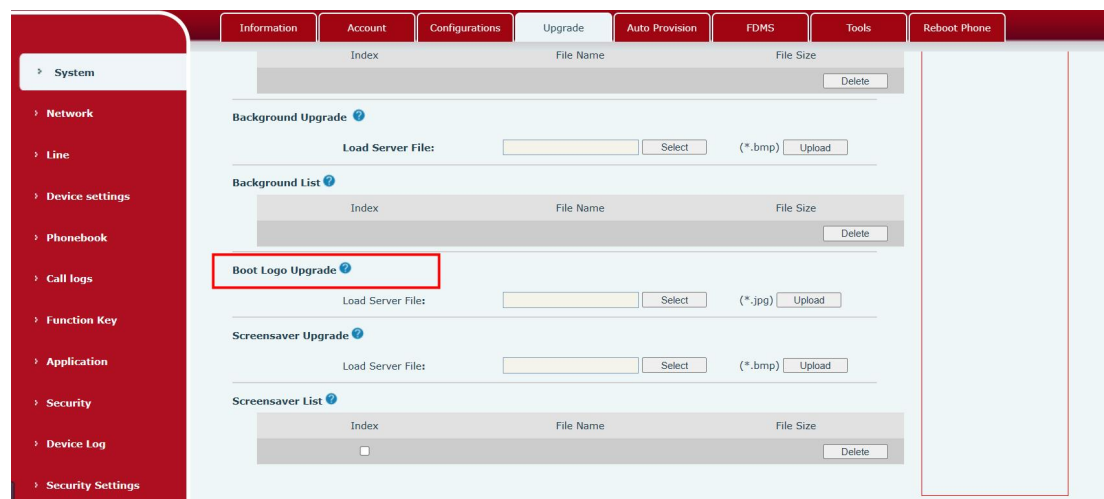 Information Account Configurations Upgrade Auto Provision FDMS Tools Reboot Phone
› System
› Network
› Line
› Device settings
› Phonebook
› Call logs
› Function Key
› Application
› Security
› Device Log
› Security Settings
Index File Name File Size
Delete
Background Upgrade ?
Load Server File: Select (*.bmp) Upload
Background List ?
Index File Name File Size
Delete
Boot Logo Upgrade ?
Load Server File: Select (*.jpg) Upload
Screensaver Upgrade ?
Load Server File: Select (*.bmp) Upload
Screensaver List ?
Index File Name File Size
Delete